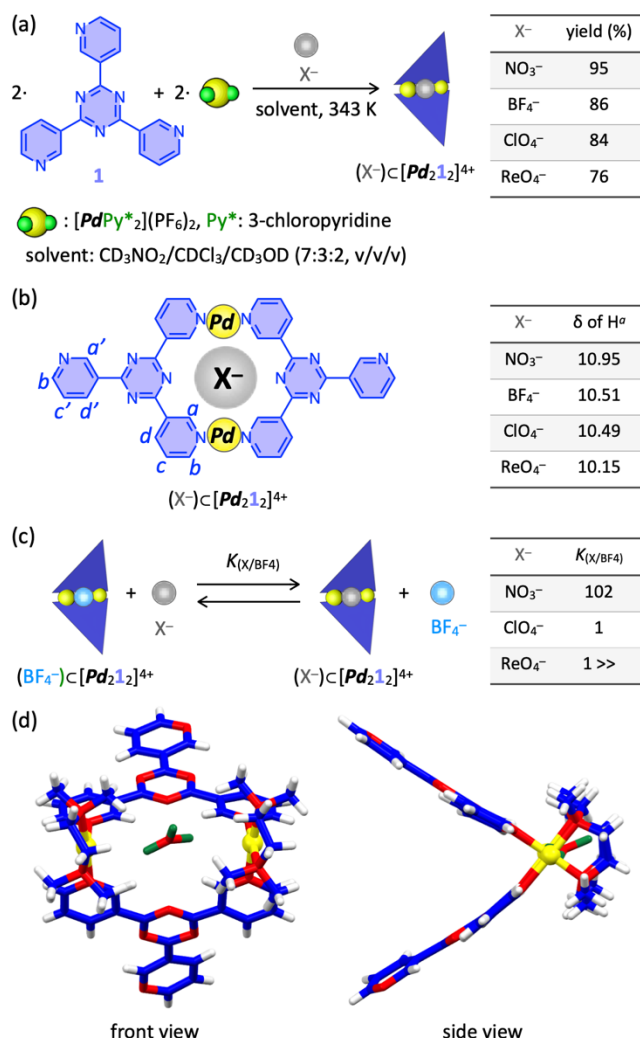 (a)
2· + 2·
N N N N N N
1
X⁻
solvent, 343 K
(X⁻)⊂[Pd₂1₂]⁴⁺
X⁻ yield (%)
NO₃⁻ 95
BF₄⁻ 86
ClO₄⁻ 84
ReO₄⁻ 76
: [PdPy*₂](PF₆)₂, Py*: 3-chloropyridine
solvent: CD₃NO₂/CDCl₃/CD₃OD (7:3:2, v/v/v)
(b)
N Pd N
N a' N N N N N
b X⁻
c' d' N N a N N
d N Pd N
c b
(X⁻)⊂[Pd₂1₂]⁴⁺
X⁻ δ of Hᵃ
NO₃⁻ 10.95
BF₄⁻ 10.51
ClO₄⁻ 10.49
ReO₄⁻ 10.15
(c)
+ K(X/BF4) +
X⁻ BF₄⁻
(BF₄⁻)⊂[Pd₂1₂]⁴⁺ (X⁻)⊂[Pd₂1₂]⁴⁺
X⁻ K(X/BF4)
NO₃⁻ 102
ClO₄⁻ 1
ReO₄⁻ 1 >>
(d)
front view side view